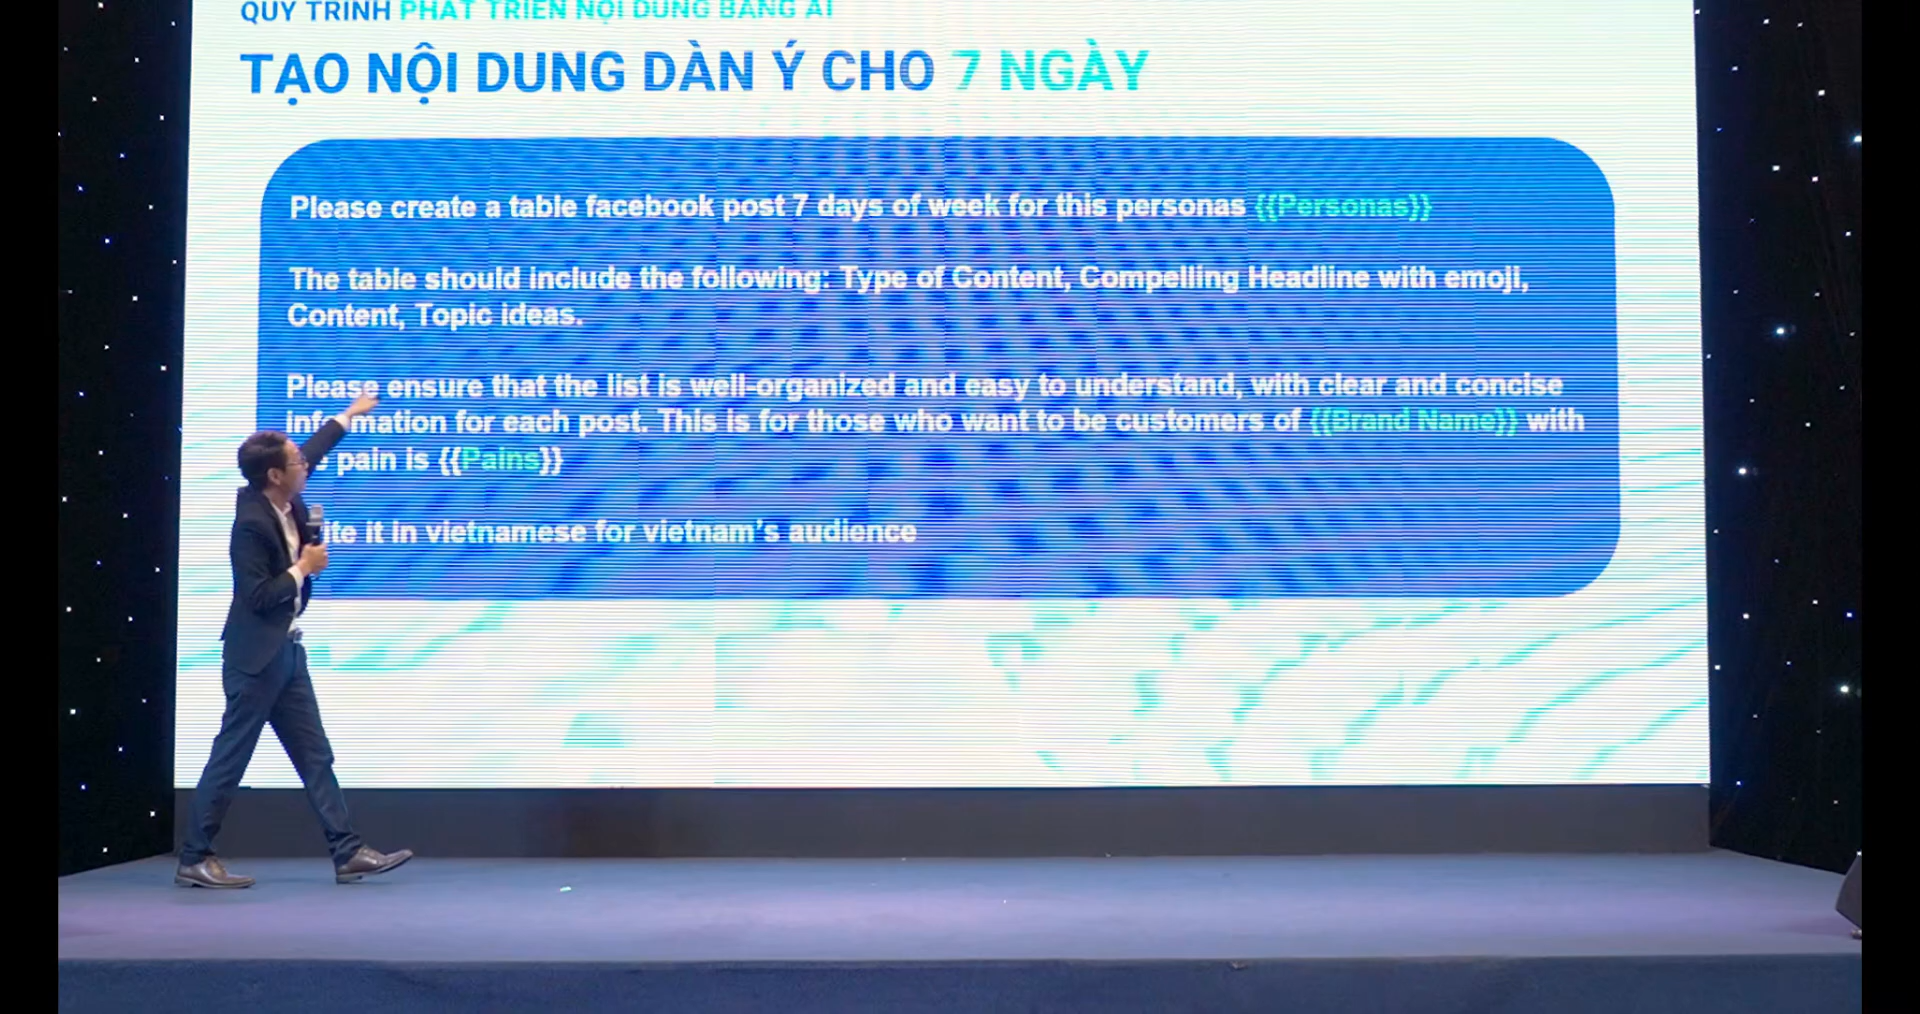 QUY TRÌNH PHÁT TRIỂN NỘI DUNG BẰNG AI
TẠO NỘI DUNG DÀN Ý CHO 7 NGÀY
Please create a table facebook post 7 days of week for this personas {{Personas}}
The table should include the following: Type of Content, Compelling Headline with emoji,
Content, Topic ideas.
Please ensure that the list is well-organized and easy to understand, with clear and concise
information for each post. This is for those who want to be customers of {{Brand Name}} with
pain is {{Pains}}
it in vietnamese for vietnam's audience